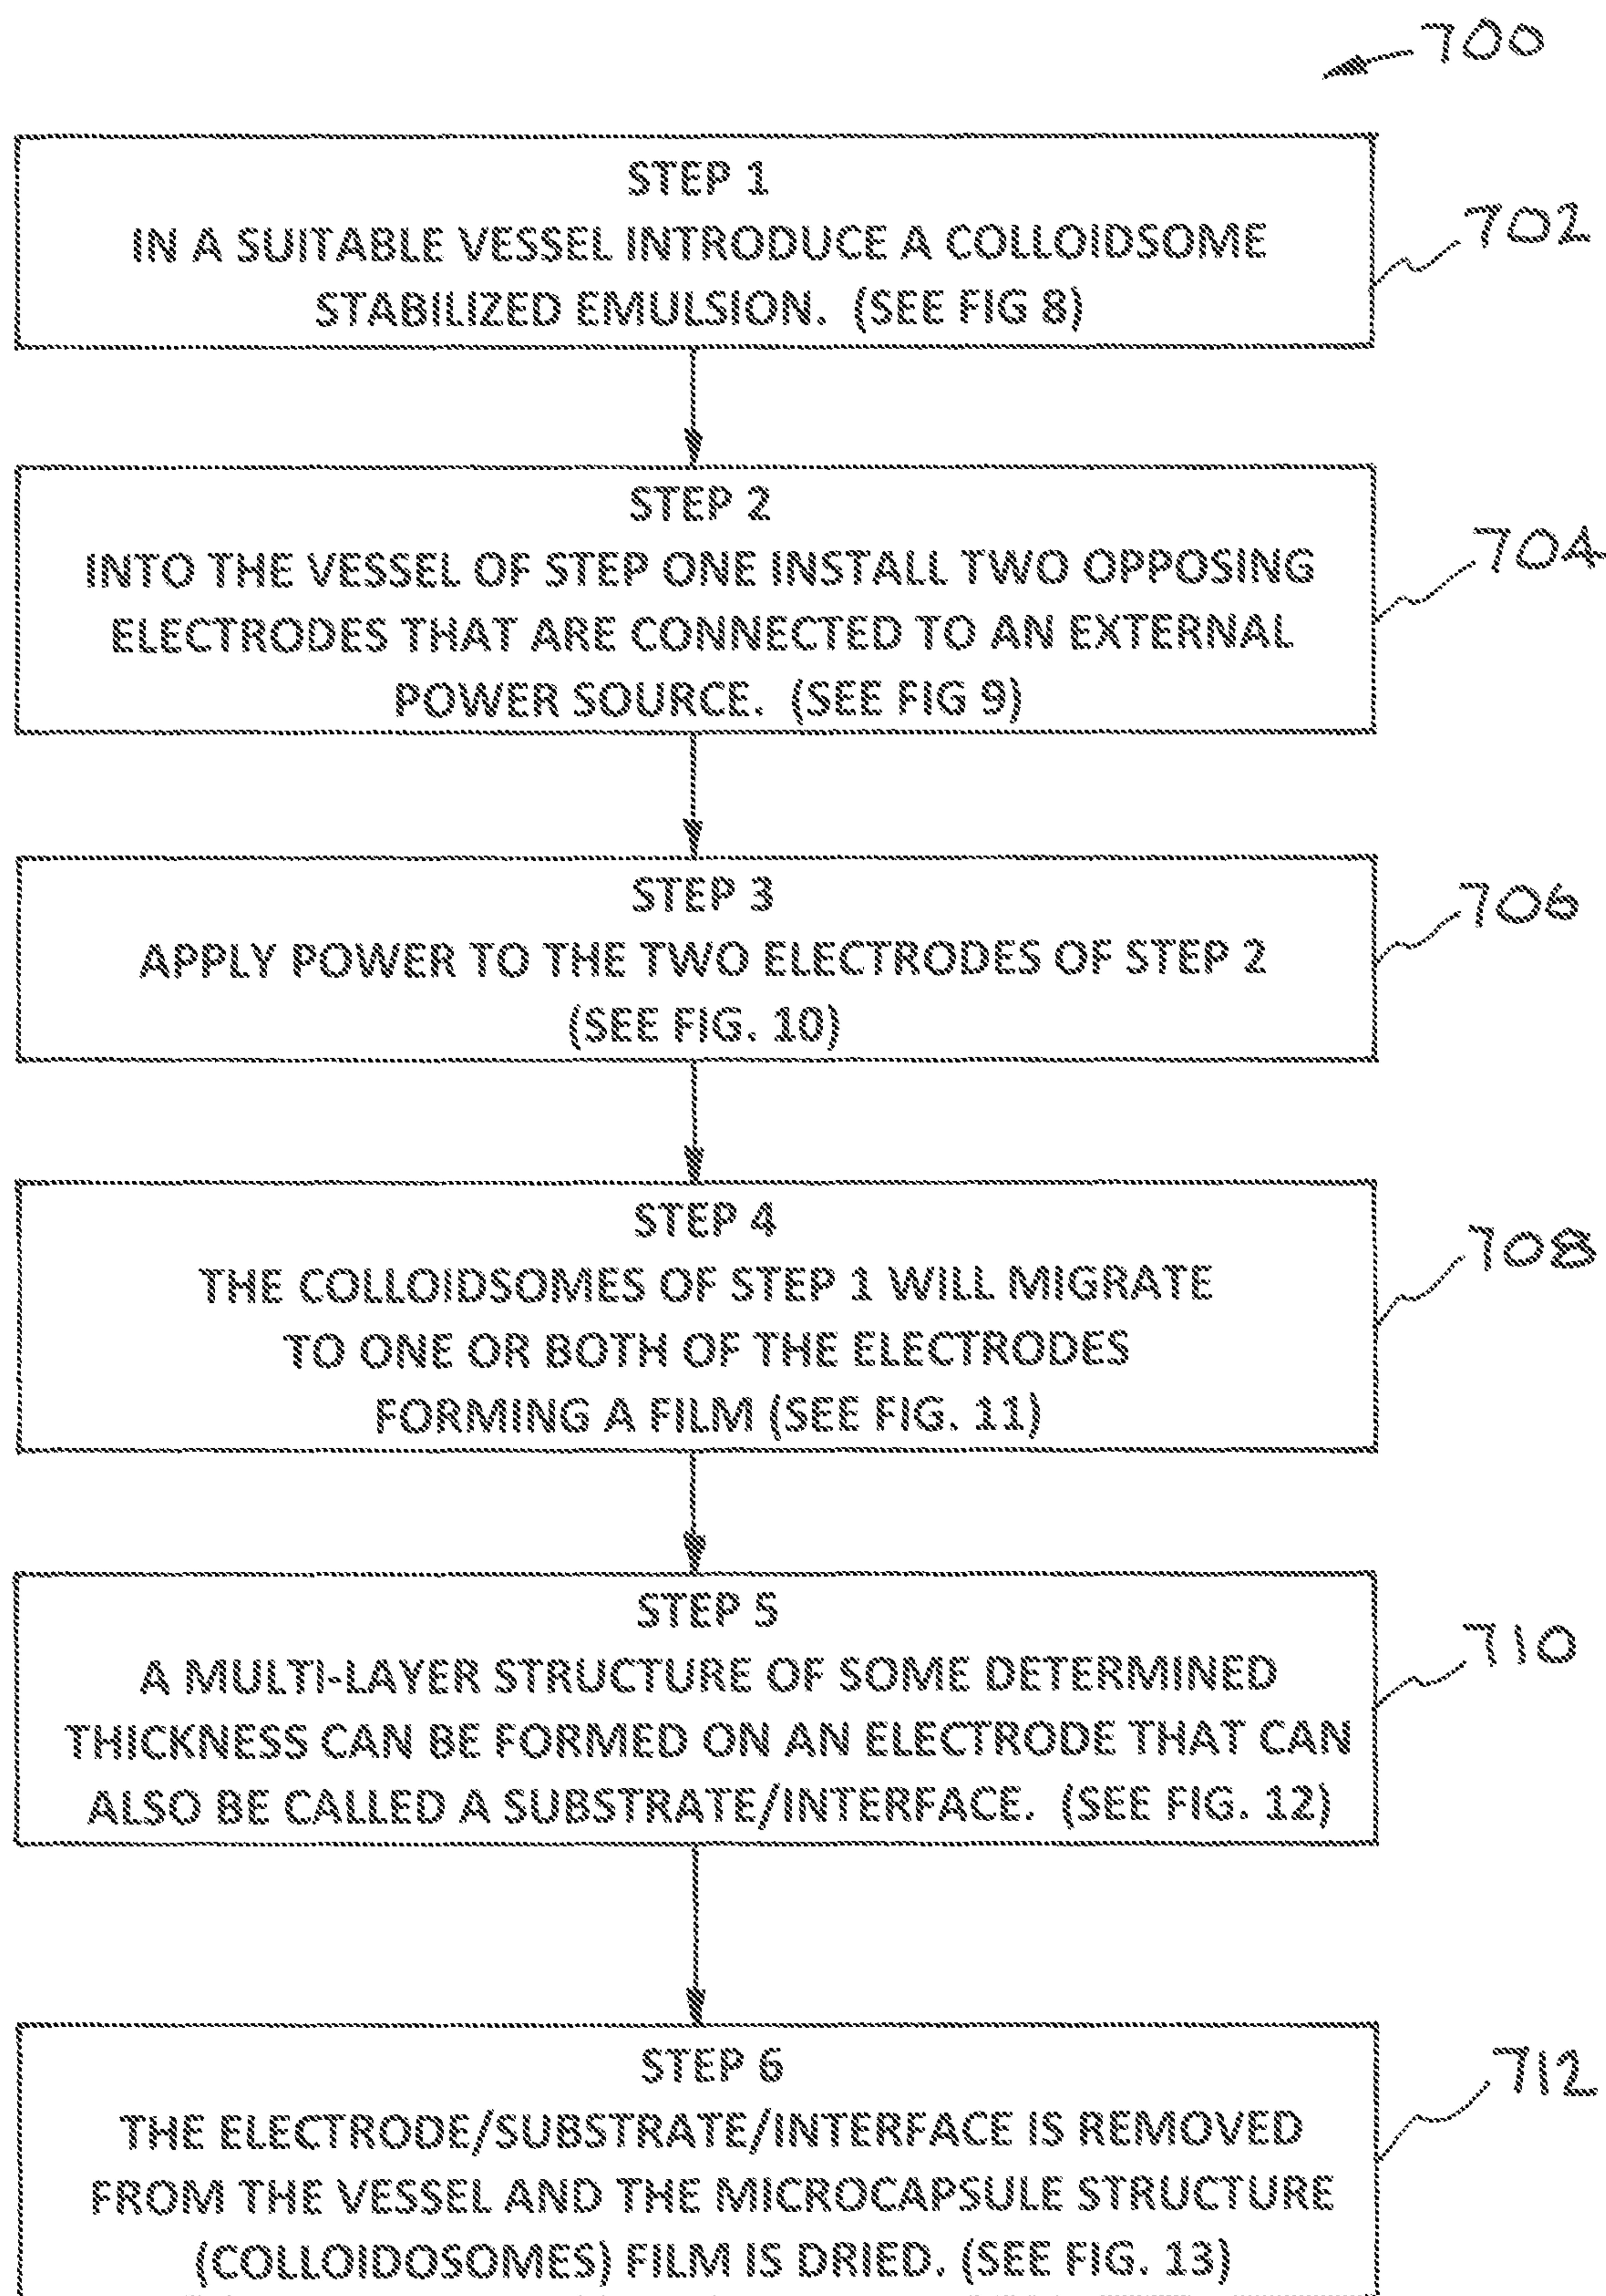 700
STEP 1
IN A SUITABLE VESSEL INTRODUCE A COLLOIDSOME
STABILIZED EMULSION. (SEE FIG 8)
702
STEP 2
INTO THE VESSEL OF STEP ONE INSTALL TWO OPPOSING
ELECTRODES THAT ARE CONNECTED TO AN EXTERNAL
POWER SOURCE. (SEE FIG 9)
704
STEP 3
APPLY POWER TO THE TWO ELECTRODES OF STEP 2
(SEE FIG. 10)
706
STEP 4
THE COLLOIDSOMES OF STEP 1 WILL MIGRATE
TO ONE OR BOTH OF THE ELECTRODES
FORMING A FILM (SEE FIG. 11)
708
STEP 5
A MULTI-LAYER STRUCTURE OF SOME DETERMINED
THICKNESS CAN BE FORMED ON AN ELECTRODE THAT CAN
ALSO BE CALLED A SUBSTRATE/INTERFACE. (SEE FIG. 12)
710
STEP 6
THE ELECTRODE/SUBSTRATE/INTERFACE IS REMOVED
FROM THE VESSEL AND THE MICROCAPSULE STRUCTURE
(COLLOIDOSOMES) FILM IS DRIED. (SEE FIG. 13)
712